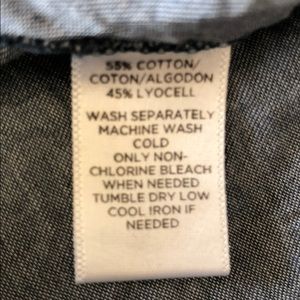 55% COTTON/
COTON/ALGODÓN
45% LYOCELL
WASH SEPARATELY
MACHINE WASH
COLD
ONLY NON-
CHLORINE BLEACH
WHEN NEEDED
TUMBLE DRY LOW
COOL IRON IF
NEEDED